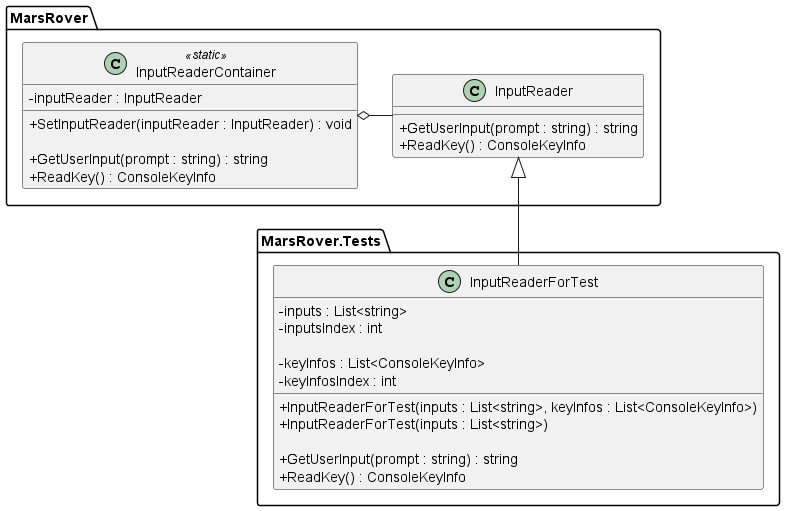 MarsRover
«static»
C
InputReaderContainer
-inputReader : InputReader
+SetInputReader(inputReader : InputReader) : void
+GetUserInput(prompt : string) : string
+ReadKey() : ConsoleKeyInfo
C InputReader
+GetUserInput(prompt : string) : string
+ReadKey() : ConsoleKeyInfo
MarsRover.Tests
C InputReaderForTest
-inputs : List<string>
-inputsIndex : int
-keyInfos : List<ConsoleKeyInfo>
-keyInfosIndex : int
+InputReaderForTest(inputs : List<string>, keyInfos : List<ConsoleKeyInfo>)
+InputReaderForTest(inputs : List<string>)
+GetUserInput(prompt : string) : string
+ReadKey() : ConsoleKeyInfo